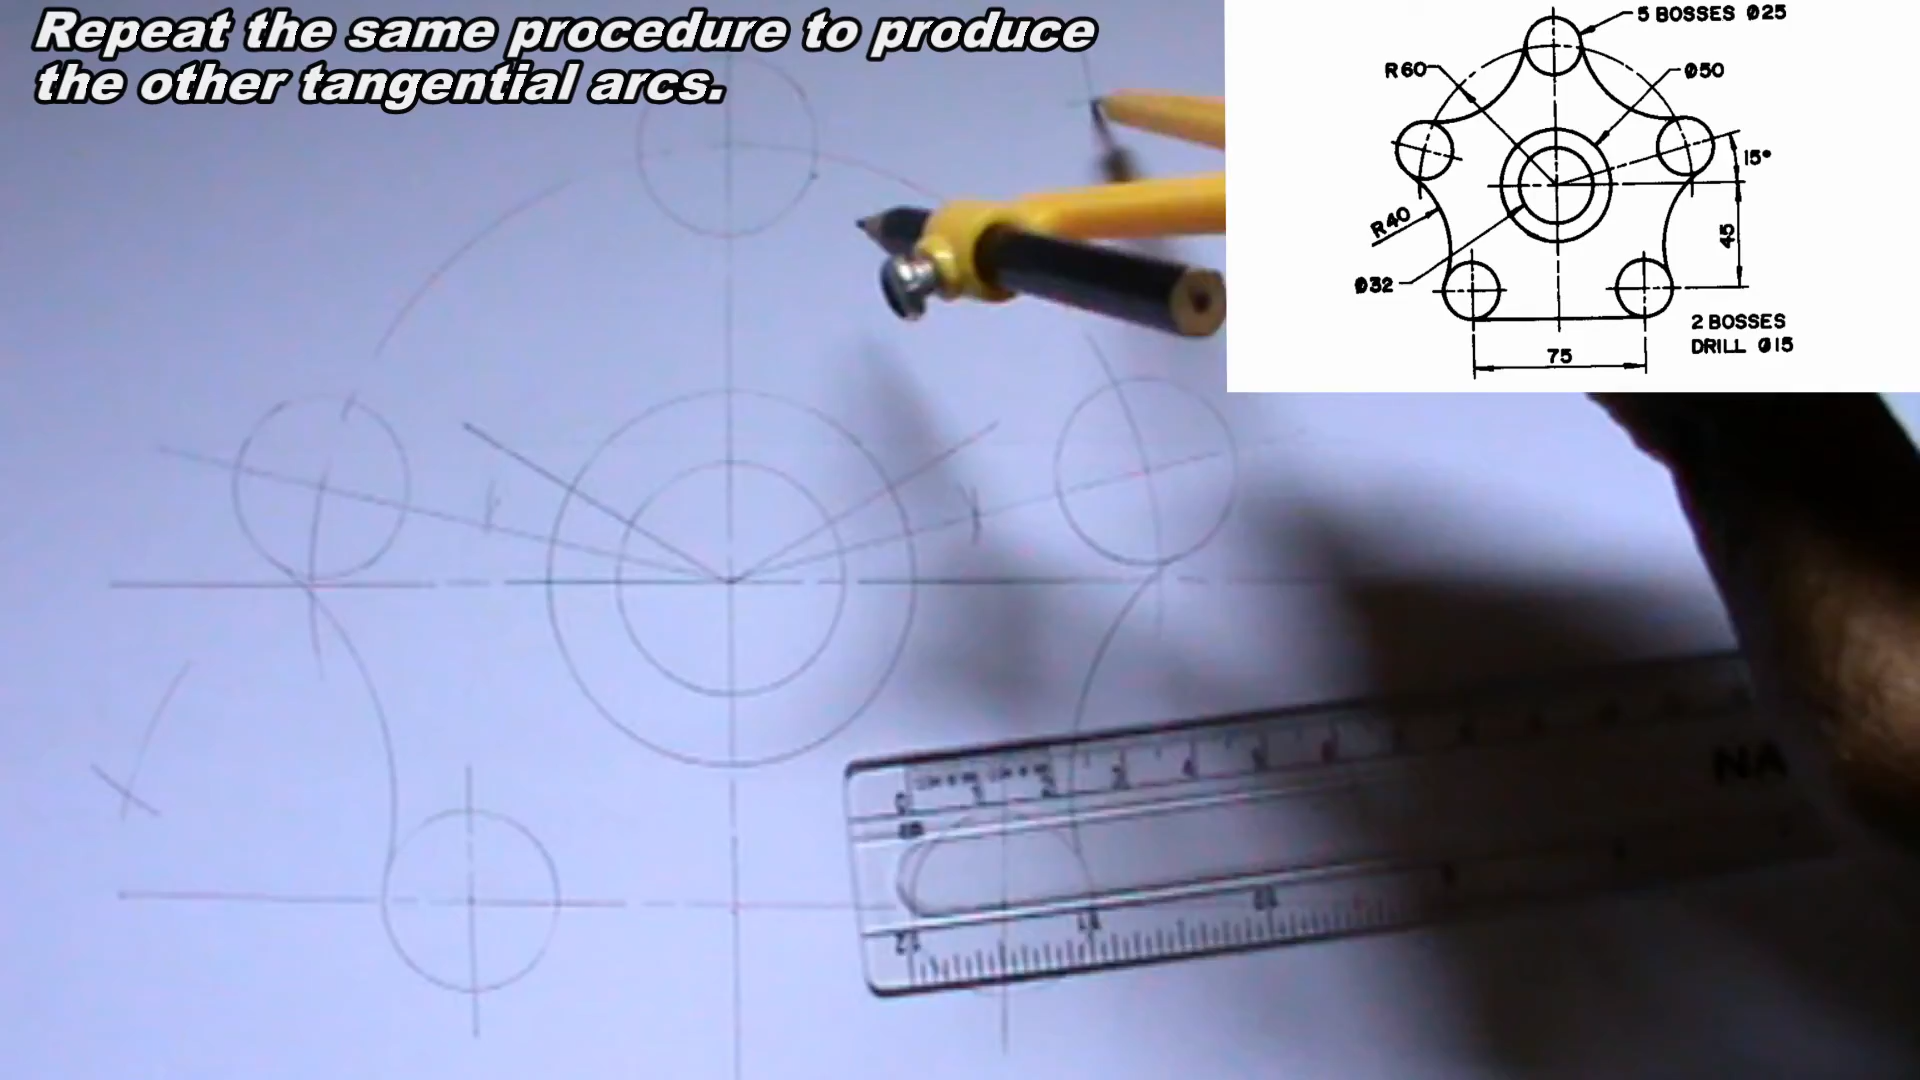 Repeat the same procedure to produce
the other tangential arcs.
5 BOSSES Ø25
R60
Ø50
15°
R40
45
Ø32
2 BOSSES
DRILL Ø15
75
NA